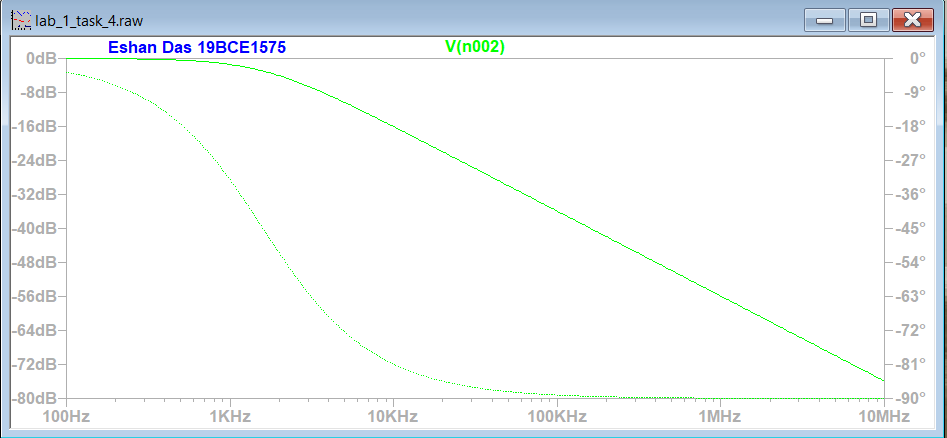 lab_1_task_4.raw
Eshan Das 19BCE1575 V(n002)
0dB 0°
-8dB -9°
-16dB -18°
-24dB -27°
-32dB -36°
-40dB -45°
-48dB -54°
-56dB -63°
-64dB -72°
-72dB -81°
-80dB -90°
100Hz 1KHz 10KHz 100KHz 1MHz 10MHz